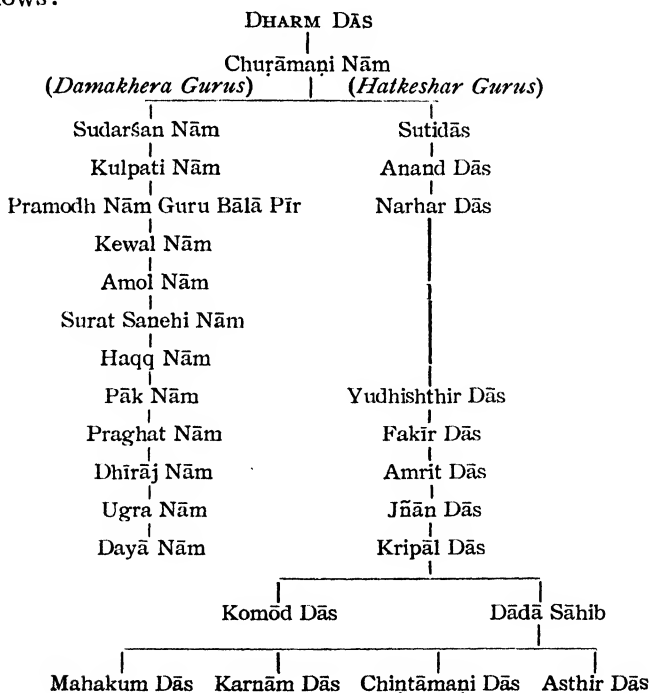 lows:
DHARM DĀS
Chuṛāmaṇi Nām
(Damakhera Gurus) (Hatkeshar Gurus)
Sudarśan Nām Sutidās
Kulpati Nām Anand Dās
Pramodh Nām Guru Bālā Pīr Narhar Dās
Kewal Nām
Amol Nām
Surat Sanehi Nām
Haqq Nām
Pāk Nām Yudhishthir Dās
Praghat Nām Fakīr Dās
Dhīrāj Nām Amrit Dās
Ugra Nām Jñān Dās
Dayā Nām Kripāl Dās
Komōd Dās Dādā Sāhib
Mahakum Dās Karnām Dās Chiṇtāmaṇi Dās Asthir Dās